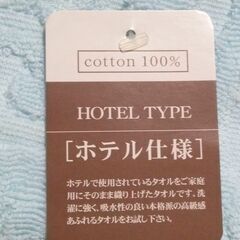 cotton 100%
HOTEL TYPE
［ホテル仕様］
ホテルで使用されているタオルをご家庭
用にそのまま織り上げたタオルです。洗
濯に強く、吸水性の良い本格派の高級感
あふれるタオルをお試し下さい。